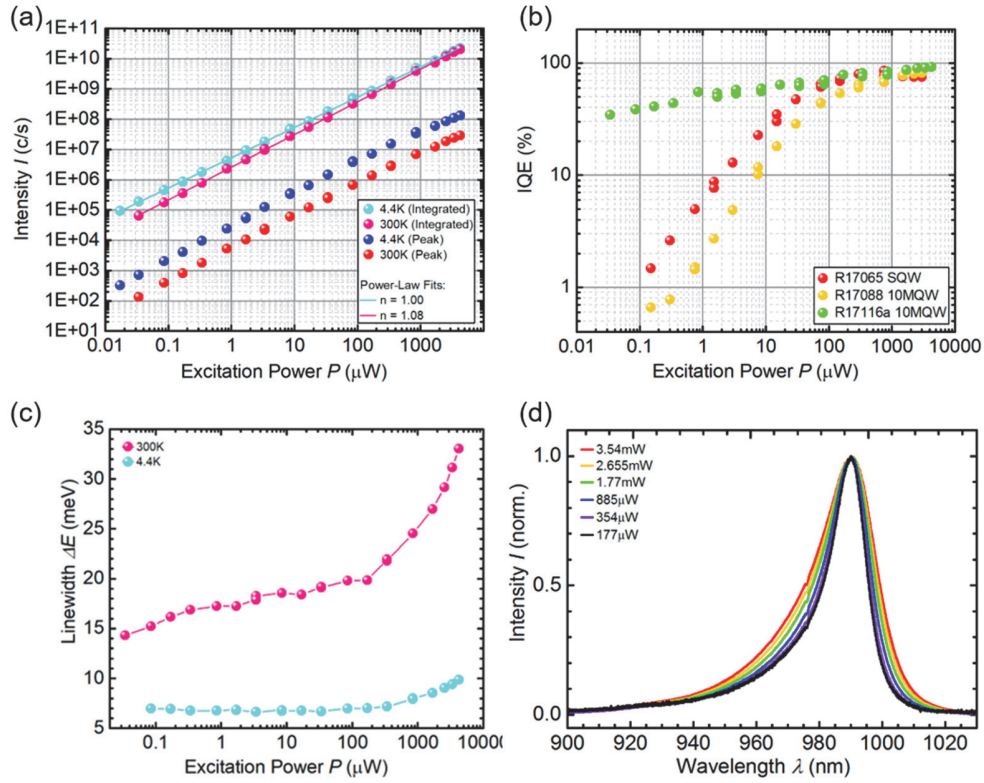 (a)
1E+11
1E+10
1E+09
1E+08
1E+07
1E+06
1E+05
1E+04
1E+03
1E+02
1E+01
Intensity I (c/s)
4.4K (Integrated)
300K (Integrated)
4.4K (Peak)
300K (Peak)
Power-Law Fits:
n = 1.00
n = 1.08
0.01 0.1 1 10 100 1000 10000
Excitation Power P (μW)
(b)
100
10
1
IQE (%)
R17065 SQW
R17088 10MQW
R17116a 10MQW
0.01 0.1 1 10 100 1000 10000
Excitation Power P (μW)
(c)
35
30
25
20
15
10
5
Linewidth ΔE (meV)
300K
4.4K
0.1 1 10 100 1000 1000
Excitation Power P (μW)
(d)
1.0
0.5
0.0
Intensity I (norm.)
3.54mW
2.655mW
1.77mW
885μW
354μW
177μW
900 920 940 960 980 1000 1020
Wavelength λ (nm)